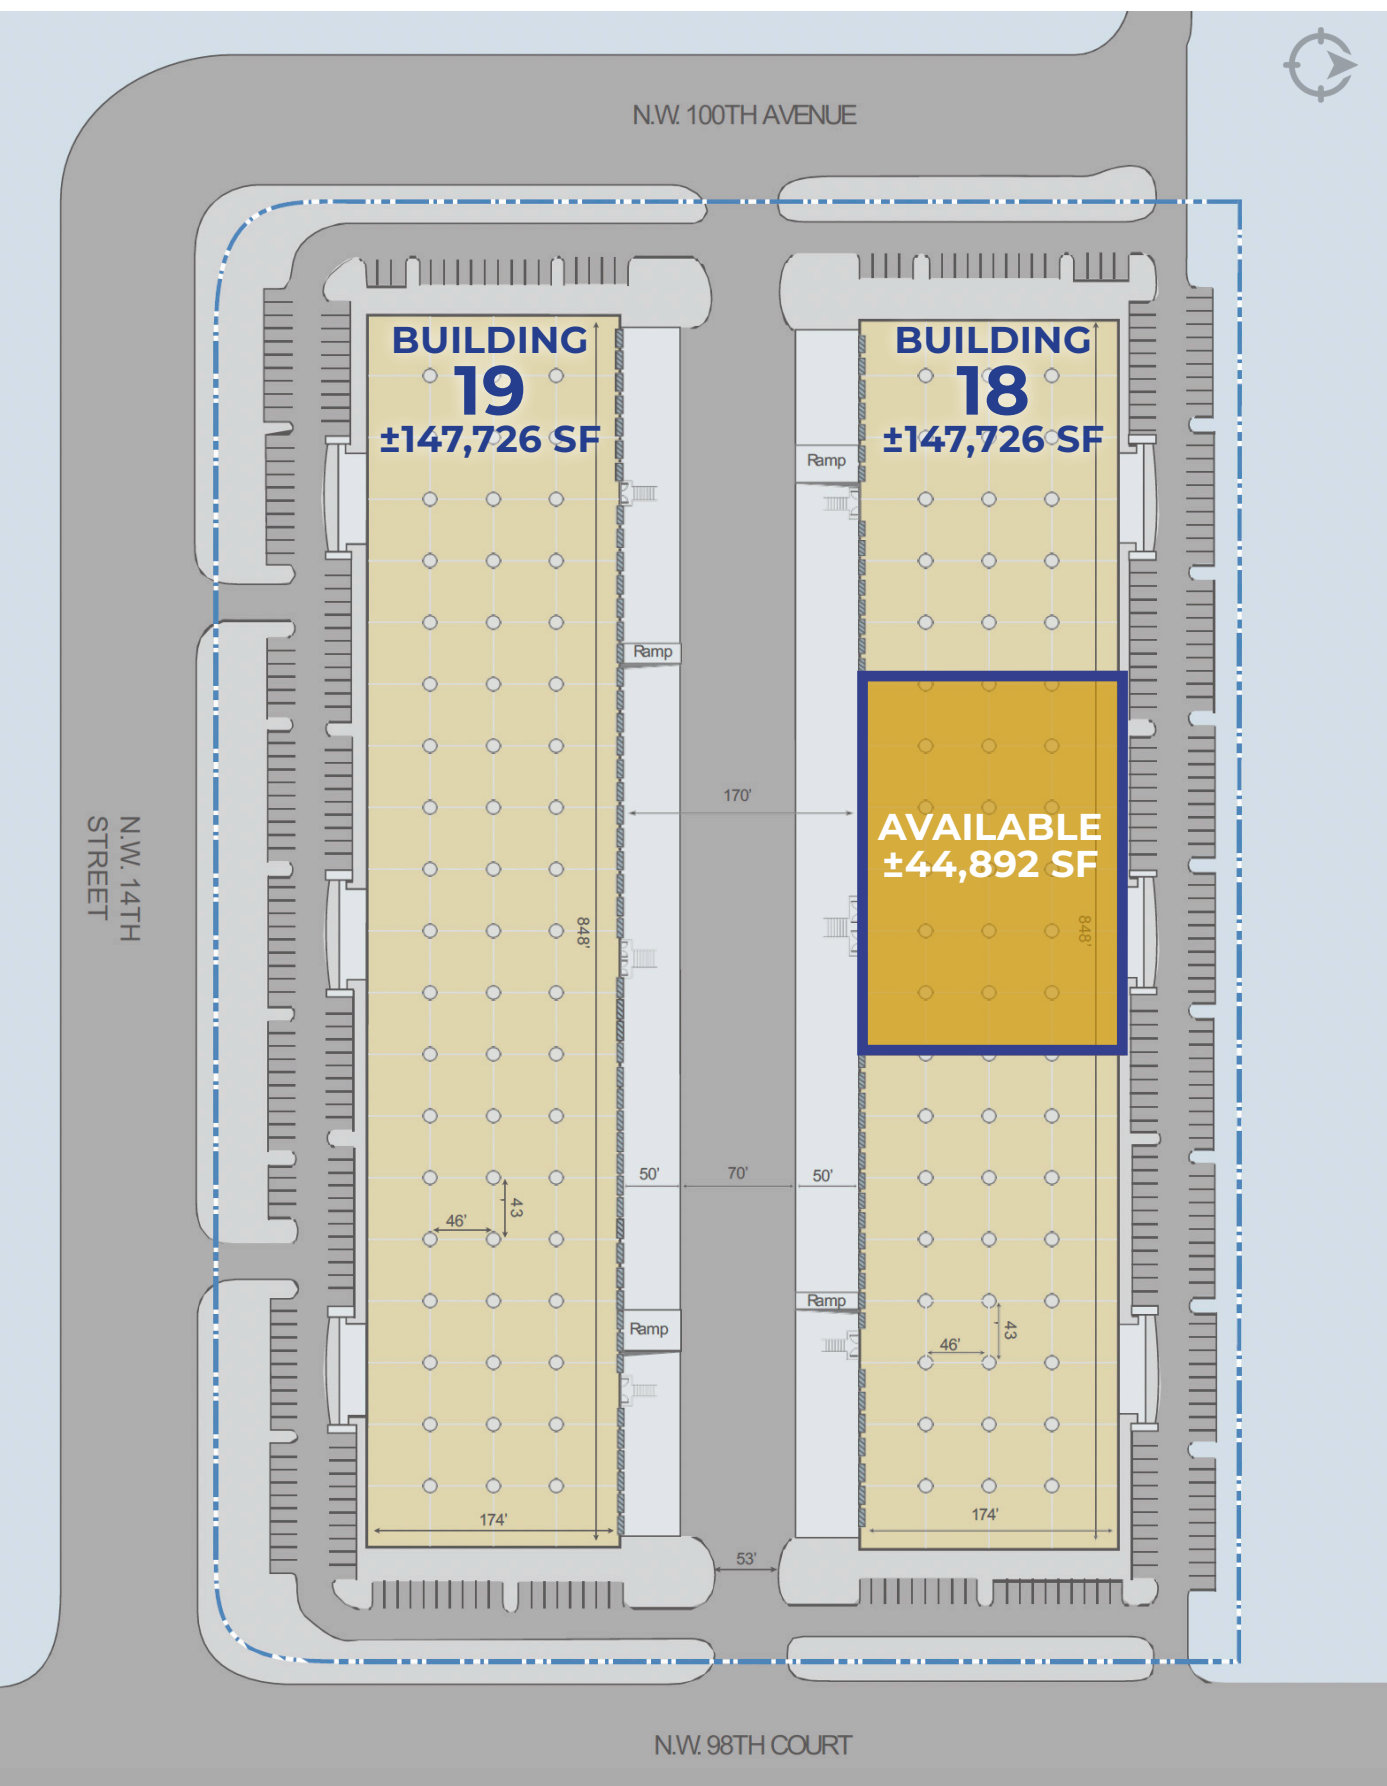 N.W. 100TH AVENUE
BUILDING
19
±147,726 SF
BUILDING
18
±147,726 SF
Ramp
Ramp
170'
AVAILABLE
±44,892 SF
N.W. 14TH
STREET
848'
848'
50'
70'
50'
46'
43
Ramp
Ramp
46'
43
174'
174'
53'
N.W. 98TH COURT